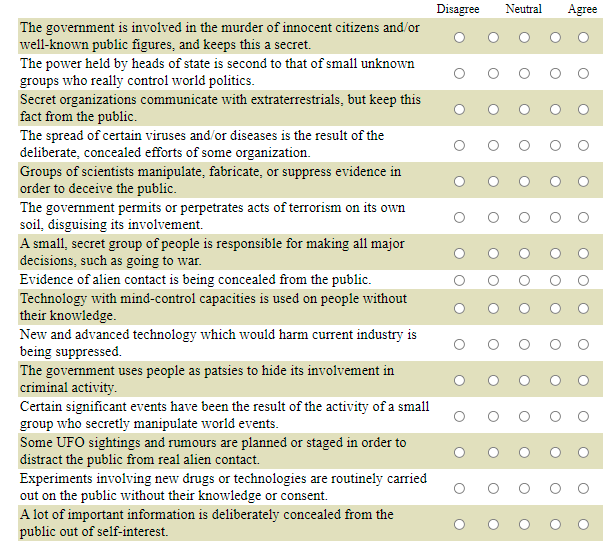 Disagree Neutral Agree
The government is involved in the murder of innocent citizens and/or
well-known public figures, and keeps this a secret.
The power held by heads of state is second to that of small unknown
groups who really control world politics.
Secret organizations communicate with extraterrestrials, but keep this
fact from the public.
The spread of certain viruses and/or diseases is the result of the
deliberate, concealed efforts of some organization.
Groups of scientists manipulate, fabricate, or suppress evidence in
order to deceive the public.
The government permits or perpetrates acts of terrorism on its own
soil, disguising its involvement.
A small, secret group of people is responsible for making all major
decisions, such as going to war.
Evidence of alien contact is being concealed from the public.
Technology with mind-control capacities is used on people without
their knowledge.
New and advanced technology which would harm current industry is
being suppressed.
The government uses people as patsies to hide its involvement in
criminal activity.
Certain significant events have been the result of the activity of a small
group who secretly manipulate world events.
Some UFO sightings and rumours are planned or staged in order to
distract the public from real alien contact.
Experiments involving new drugs or technologies are routinely carried
out on the public without their knowledge or consent.
A lot of important information is deliberately concealed from the
public out of self-interest.